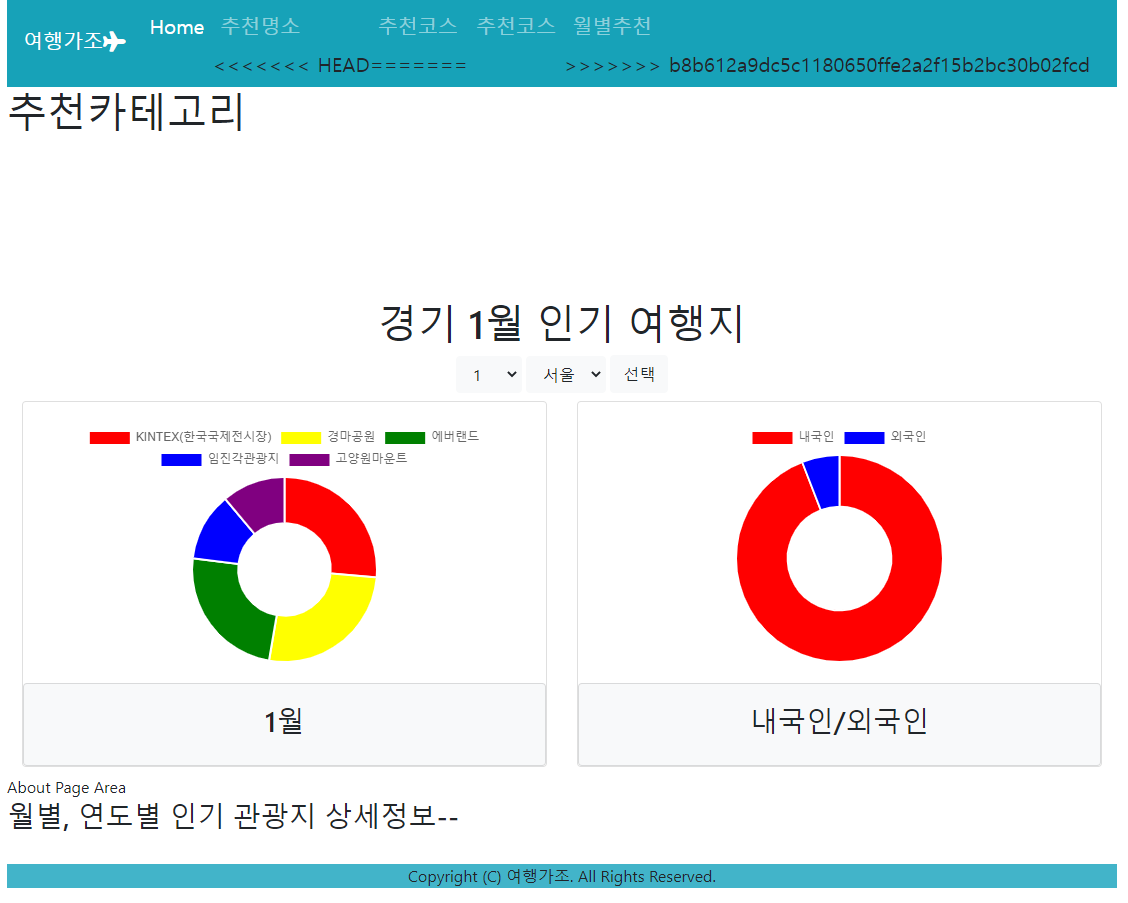 여행가조 Home 추천명소 추천코스 추천코스 월별추천
<<<<<<< HEAD======= >>>>>>> b8b612a9dc5c1180650ffe2a2f15b2bc30b02fcd
추천카테고리
경기 1월 인기 여행지
1 서울 선택
KINTEX(한국국제전시장) 경마공원 에버랜드
임진각관광지 고양원마운트
내국인 외국인
1월
내국인/외국인
About Page Area
월별, 연도별 인기 관광지 상세정보--
Copyright (C) 여행가조. All Rights Reserved.